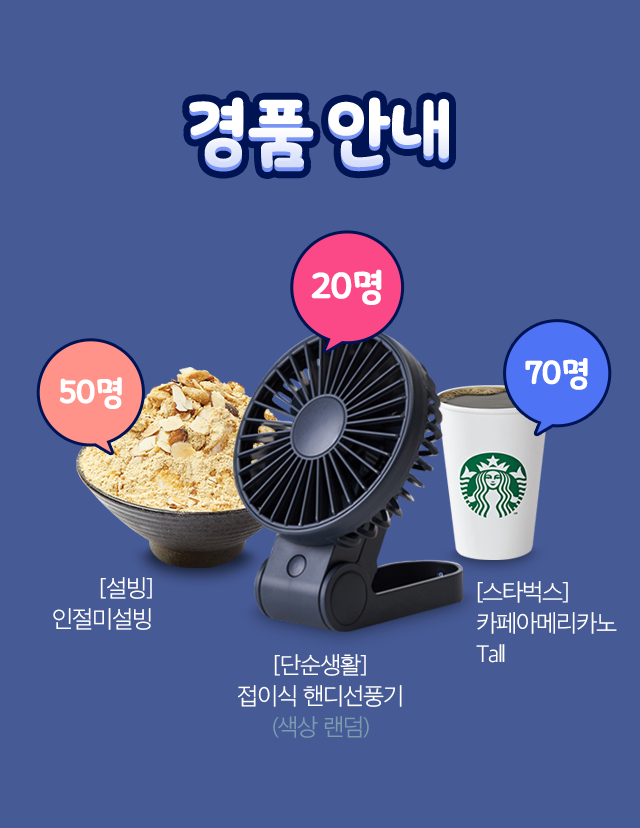 경품 안내
20명
50명
70명
[설빙]
인절미설빙
[단순생활]
접이식 핸디선풍기
(색상 랜덤)
[스타벅스]
카페아메리카노
Tall